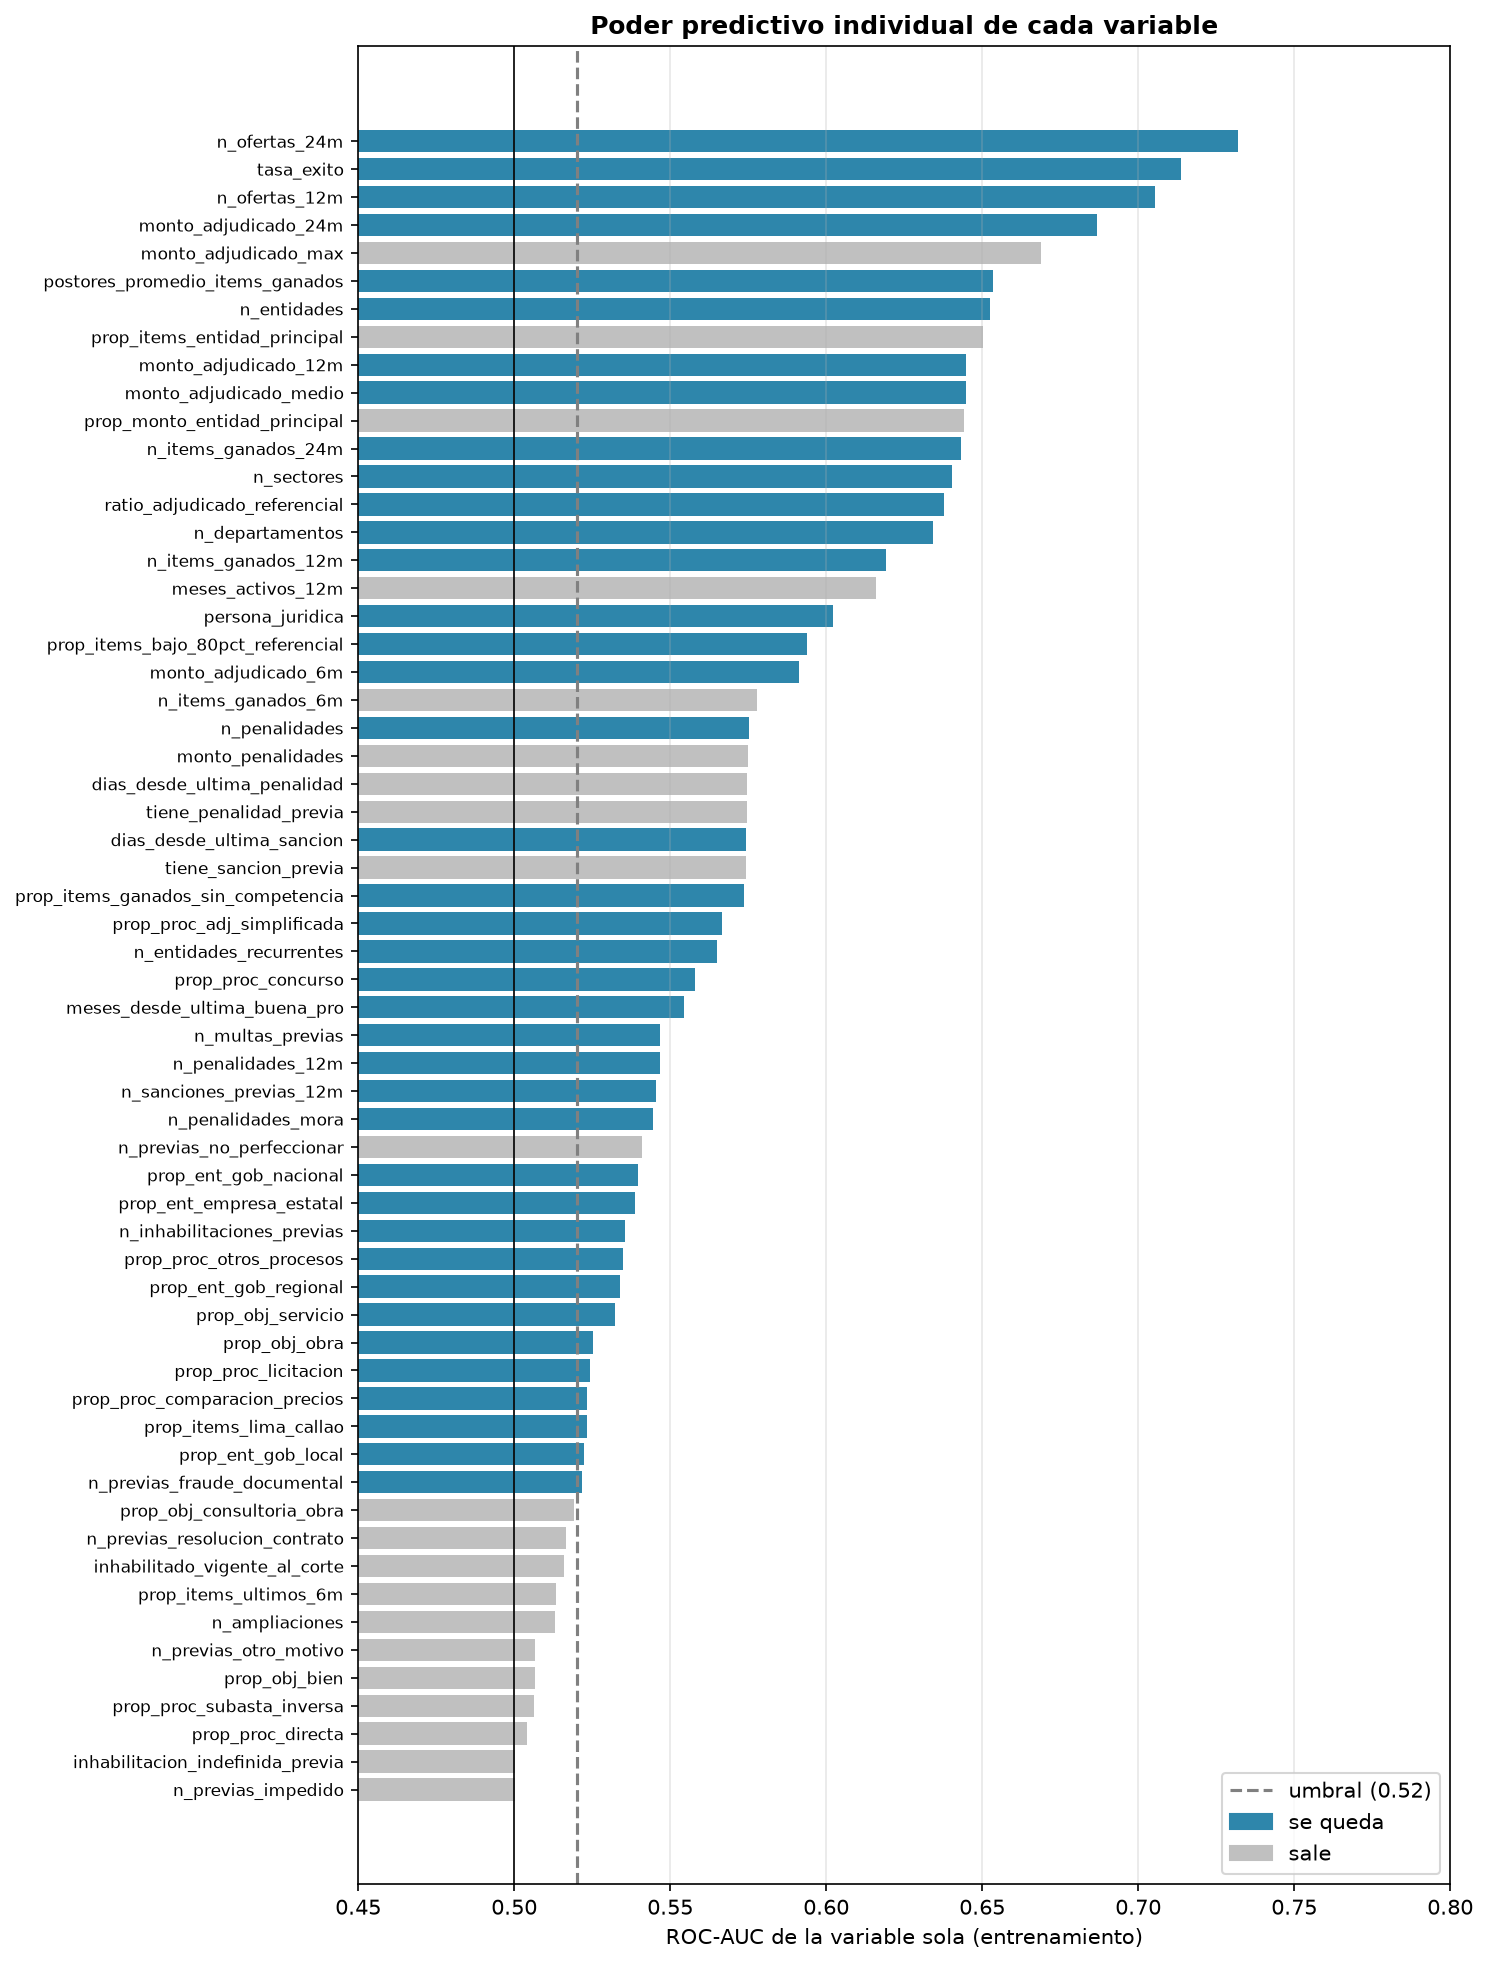 Poder predictivo individual de cada variable
n_ofertas_24m
tasa_exito
n_ofertas_12m
monto_adjudicado_24m
monto_adjudicado_max
postores_promedio_items_ganados
n_entidades
prop_items_entidad_principal
monto_adjudicado_12m
monto_adjudicado_medio
prop_monto_entidad_principal
n_items_ganados_24m
n_sectores
ratio_adjudicado_referencial
n_departamentos
n_items_ganados_12m
meses_activos_12m
persona_juridica
prop_items_bajo_80pct_referencial
monto_adjudicado_6m
n_items_ganados_6m
n_penalidades
monto_penalidades
dias_desde_ultima_penalidad
tiene_penalidad_previa
dias_desde_ultima_sancion
tiene_sancion_previa
prop_items_ganados_sin_competencia
prop_proc_adj_simplificada
n_entidades_recurrentes
prop_proc_concurso
meses_desde_ultima_buena_pro
n_multas_previas
n_penalidades_12m
n_sanciones_previas_12m
n_penalidades_mora
n_previas_no_perfeccionar
prop_ent_gob_nacional
prop_ent_empresa_estatal
n_inhabilitaciones_previas
prop_proc_otros_procesos
prop_ent_gob_regional
prop_obj_servicio
prop_obj_obra
prop_proc_licitacion
prop_proc_comparacion_precios
prop_items_lima_callao
prop_ent_gob_local
n_previas_fraude_documental
prop_obj_consultoria_obra
n_previas_resolucion_contrato
inhabilitado_vigente_al_corte
prop_items_ultimos_6m
n_ampliaciones
n_previas_otro_motivo
prop_obj_bien
prop_proc_subasta_inversa
prop_proc_directa
inhabilitacion_indefinida_previa
n_previas_impedido
umbral (0.52)
se queda
sale
0.45 0.50 0.55 0.60 0.65 0.70 0.75 0.80
ROC-AUC de la variable sola (entrenamiento)